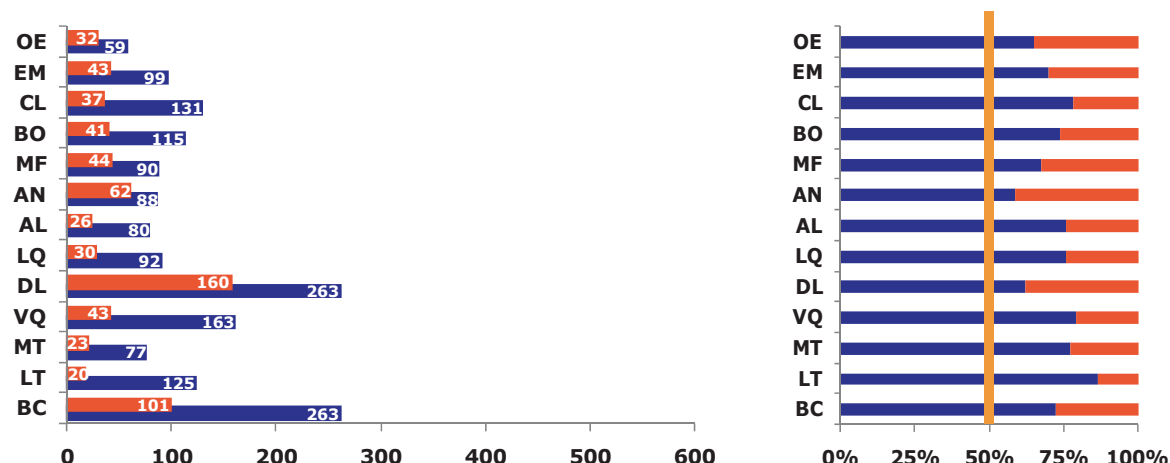 OE 32 59 OE
EM 43 99 EM
CL 37 131 CL
BO 41 115 BO
MF 44 90 MF
AN 62 88 AN
AL 26 80 AL
LQ 30 92 LQ
DL 160 263 DL
VQ 43 163 VQ
MT 23 77 MT
LT 20 125 LT
BC 101 263 BC
0 100 200 300 400 500 600 0% 25% 50% 75% 100%